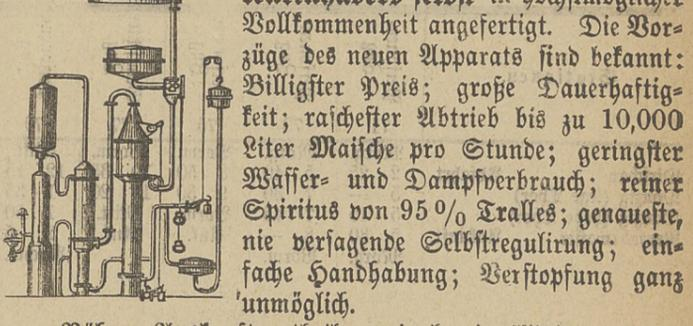 Vollkommenheit angefertigt. Die Vor-
züge des neuen Apparats sind bekannt:
Billigster Preis; große Dauerhaftig-
keit; raschester Abtrieb bis zu 10,000
Liter Maische pro Stunde; geringster
Wasser- und Dampfverbrauch; reiner
Spiritus von 95 % Tralles; genaueste,
nie versagende Selbstregulirung; ein-
fache Handhabung; Verstopfung ganz
unmöglich.